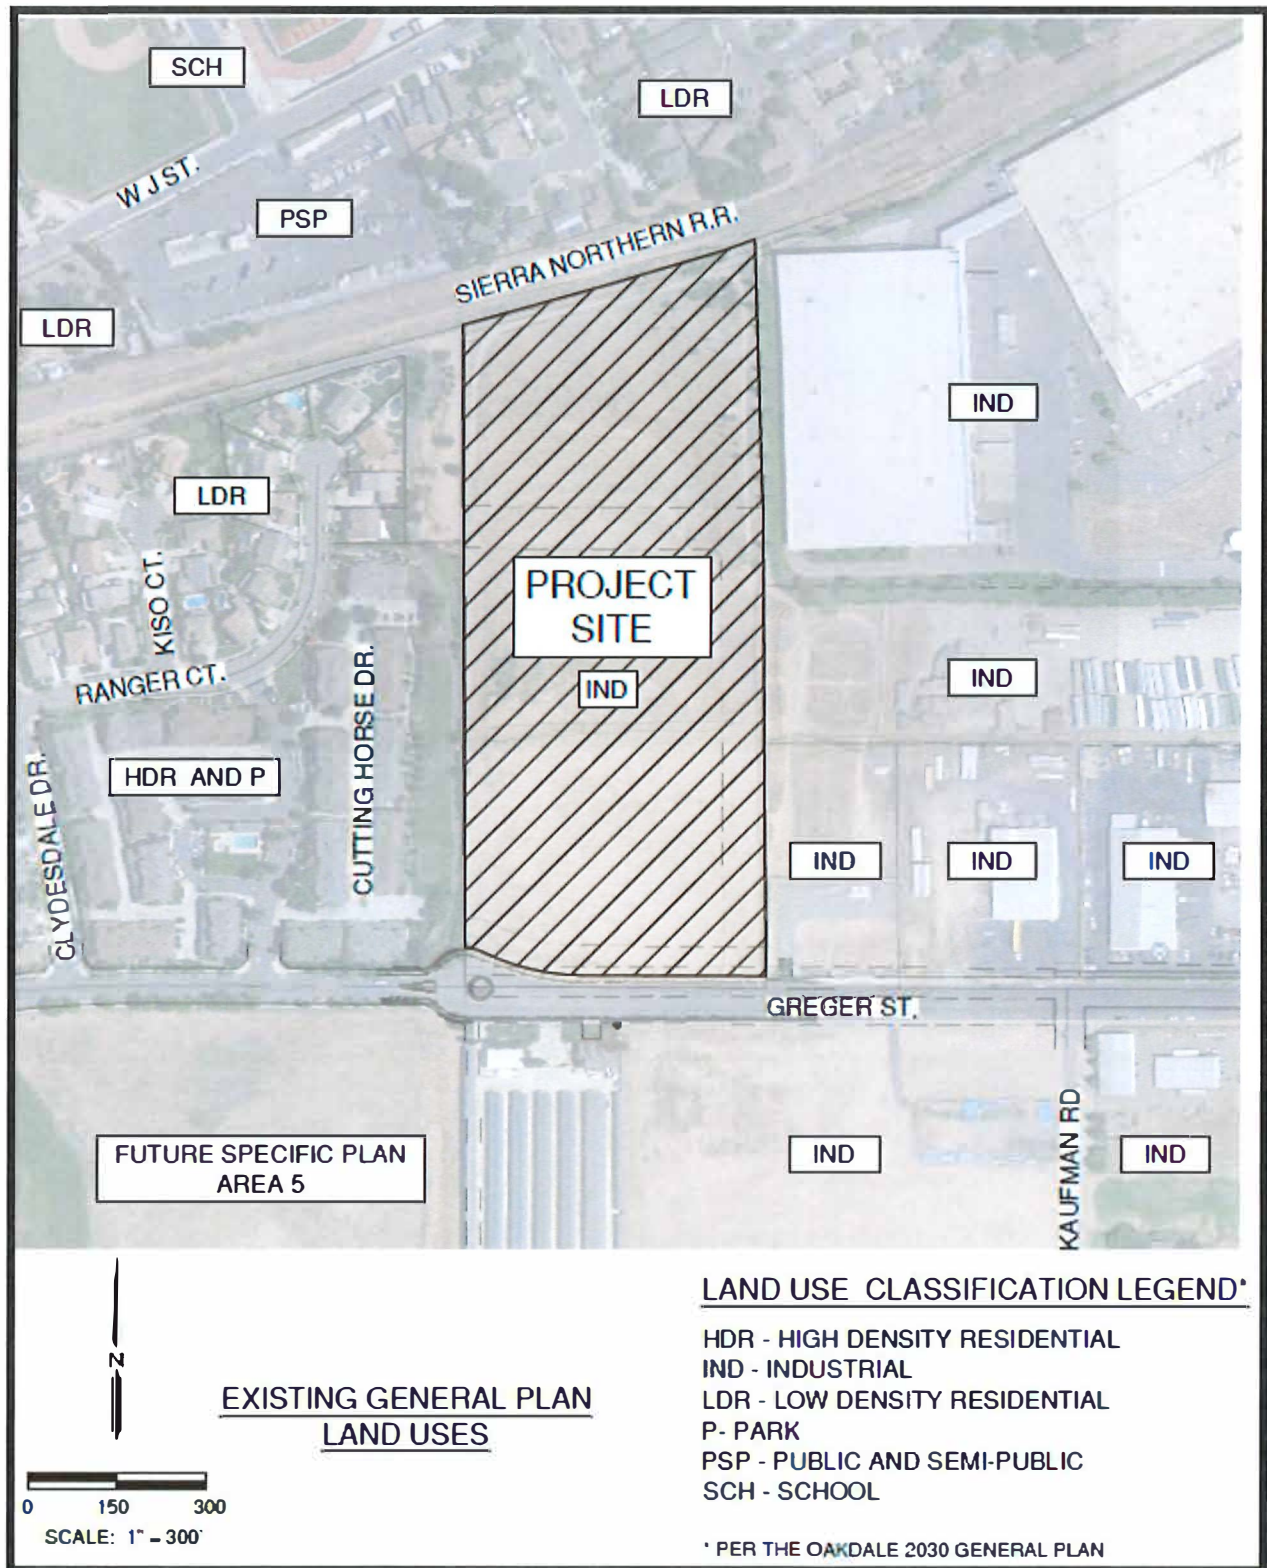 SCH
LDR
W J ST.
PSP
SIERRA NORTHERN R.R.
LDR
IND
LDR
KISO CT.
PROJECT
SITE
IND
RANGER CT.
CUTTING HORSE DR.
IND
HDR AND P
CLYDESDALE DR.
IND
IND
IND
GREGER ST.
KAUFMAN RD
FUTURE SPECIFIC PLAN
AREA 5
IND
IND
N
EXISTING GENERAL PLAN
LAND USES
0 150 300
SCALE: 1" = 300'
LAND USE CLASSIFICATION LEGEND*
HDR - HIGH DENSITY RESIDENTIAL
IND - INDUSTRIAL
LDR - LOW DENSITY RESIDENTIAL
P- PARK
PSP - PUBLIC AND SEMI-PUBLIC
SCH - SCHOOL
* PER THE OAKDALE 2030 GENERAL PLAN